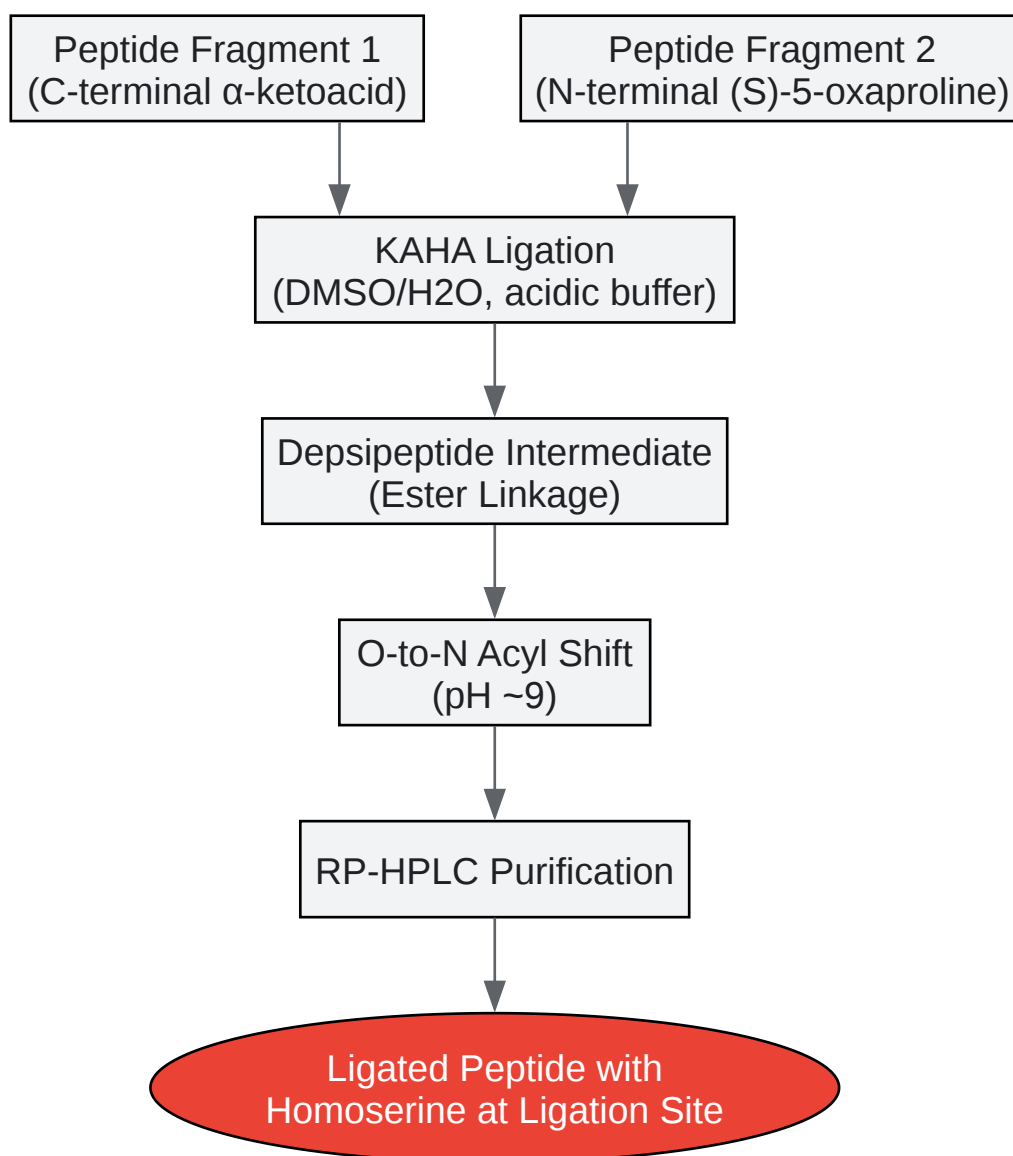 Peptide Fragment 1
(C-terminal α-ketoacid)
Peptide Fragment 2
(N-terminal (S)-5-oxaproline)
KAHA Ligation
(DMSO/H2O, acidic buffer)
Depsipeptide Intermediate
(Ester Linkage)
O-to-N Acyl Shift
(pH ~9)
RP-HPLC Purification
Ligated Peptide with
Homoserine at Ligation Site